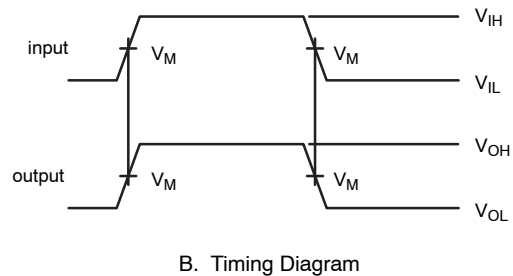 V_IH
input V_M V_M
V_IL
V_OH
output V_M V_M
V_OL
B. Timing Diagram